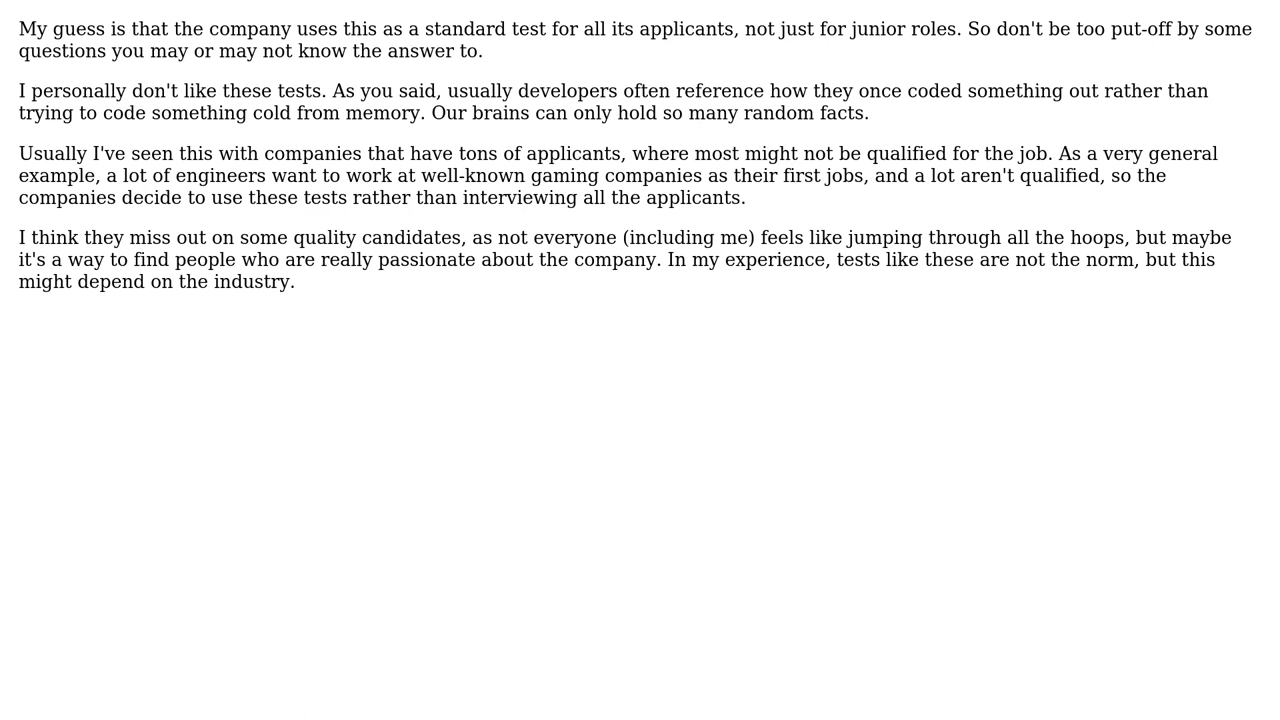 My guess is that the company uses this as a standard test for all its applicants, not just for junior roles. So don't be too put-off by some
questions you may or may not know the answer to.
I personally don't like these tests. As you said, usually developers often reference how they once coded something out rather than
trying to code something cold from memory. Our brains can only hold so many random facts.
Usually I've seen this with companies that have tons of applicants, where most might not be qualified for the job. As a very general
example, a lot of engineers want to work at well-known gaming companies as their first jobs, and a lot aren't qualified, so the
companies decide to use these tests rather than interviewing all the applicants.
I think they miss out on some quality candidates, as not everyone (including me) feels like jumping through all the hoops, but maybe
it's a way to find people who are really passionate about the company. In my experience, tests like these are not the norm, but this
might depend on the industry.